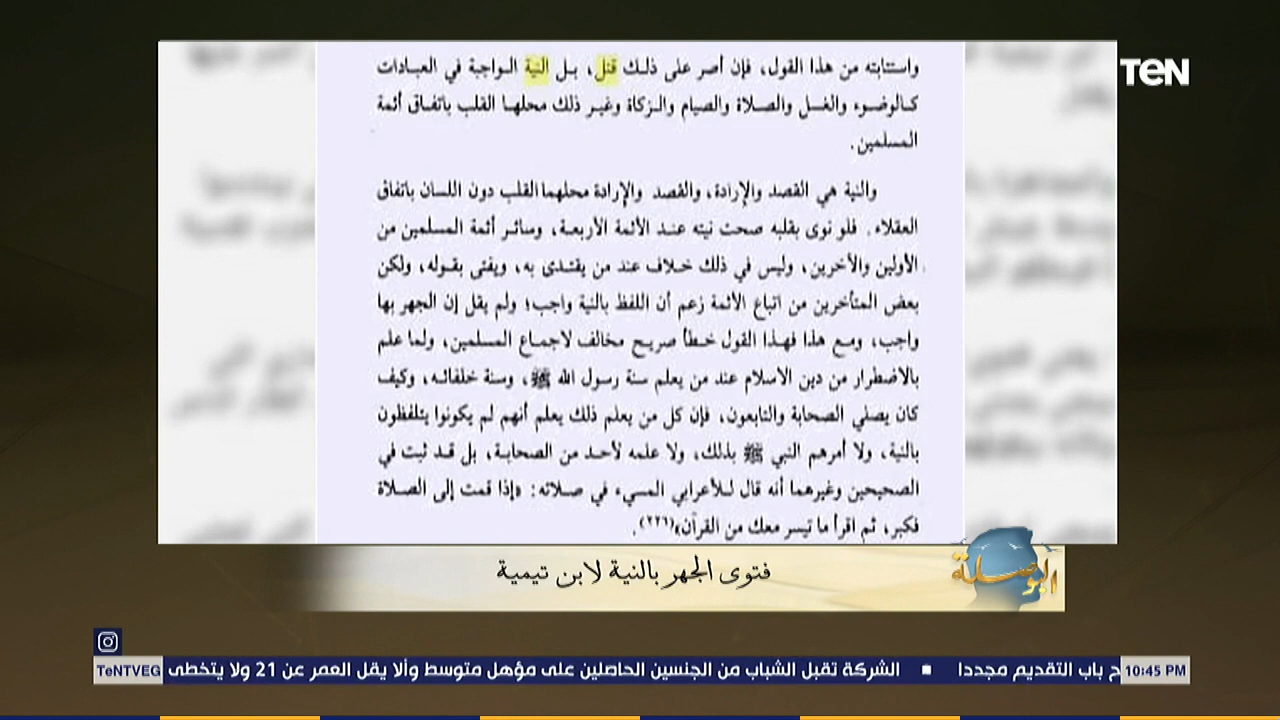 TEN
واستتابته من هذا القول، فإن أصر على ذلك قتل، بل النية الواجبة في العبادات
كالوضوء والغسل والصلاة والصيام والزكاة وغير ذلك محلها القلب باتفاق أئمة
المسلمين.
والنية هي القصد والإرادة، والقصد والإرادة محلهما القلب دون اللسان باتفاق
العقلاء. فلو نوى بقلبه صحت نيته عند الأئمة الأربعة، وسائر أئمة المسلمين من
الأولين والآخرين، وليس في ذلك خلاف عند من يقتدى به، ويفتى بقوله، ولكن
بعض المتأخرين من اتباع الأئمة زعم أن اللفظ بالنية واجب؛ ولم يقل إن الجهر بها
واجب، ومع هذا فهذا القول خطأ صريح مخالف لاجماع المسلمين، ولما علم
بالاضطرار من دين الاسلام عند من يعلم سنة رسول الله ﷺ، وسنة خلفائه، وكيف
كان يصلي الصحابة والتابعون، فإن كل من يعلم ذلك يعلم أنهم لم يكونوا يتلفظون
بالنية، ولا أمرهم النبي ﷺ بذلك، ولا علمه لأحد من الصحابة، بل قد ثبت في
الصحيحين وغيرهما أنه قال للأعرابي المسيء في صلاته: «إذا قمت إلى الصلاة
فكبر، ثم اقرأ ما تيسر معك من القرآن»(٢٢٦).
البوصلة
فتوى الجهر بالنية لابن تيمية
10:45 PM
ح باب التقديم مجددا ■ الشركة تقبل الشباب من الجنسين الحاصلين على مؤهل متوسط وألا يقل العمر عن 21 ولا يتخطى
TeNTVEG